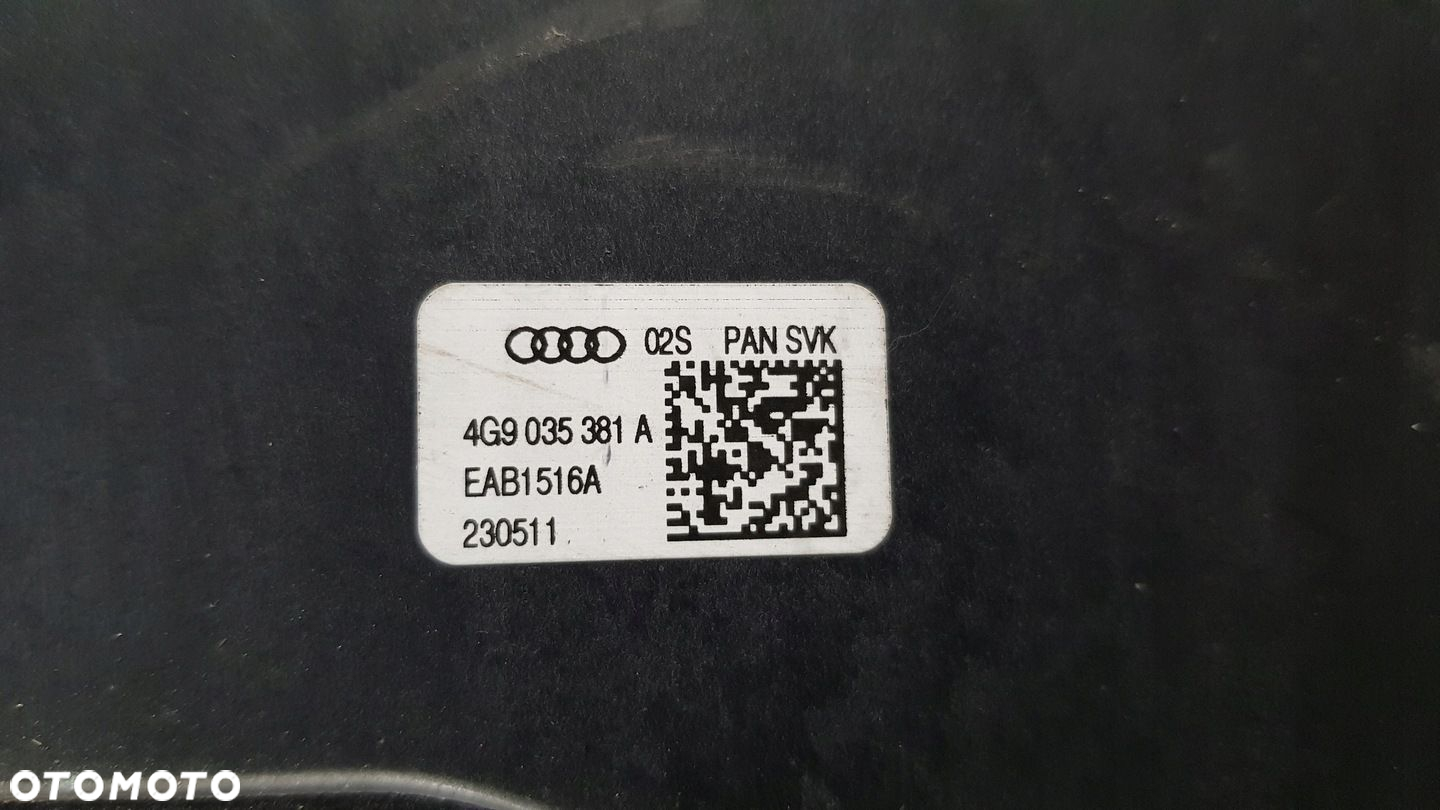 02S PAN SVK
4G9 035 381 A
EAB1516A
230511
OTOMOTO